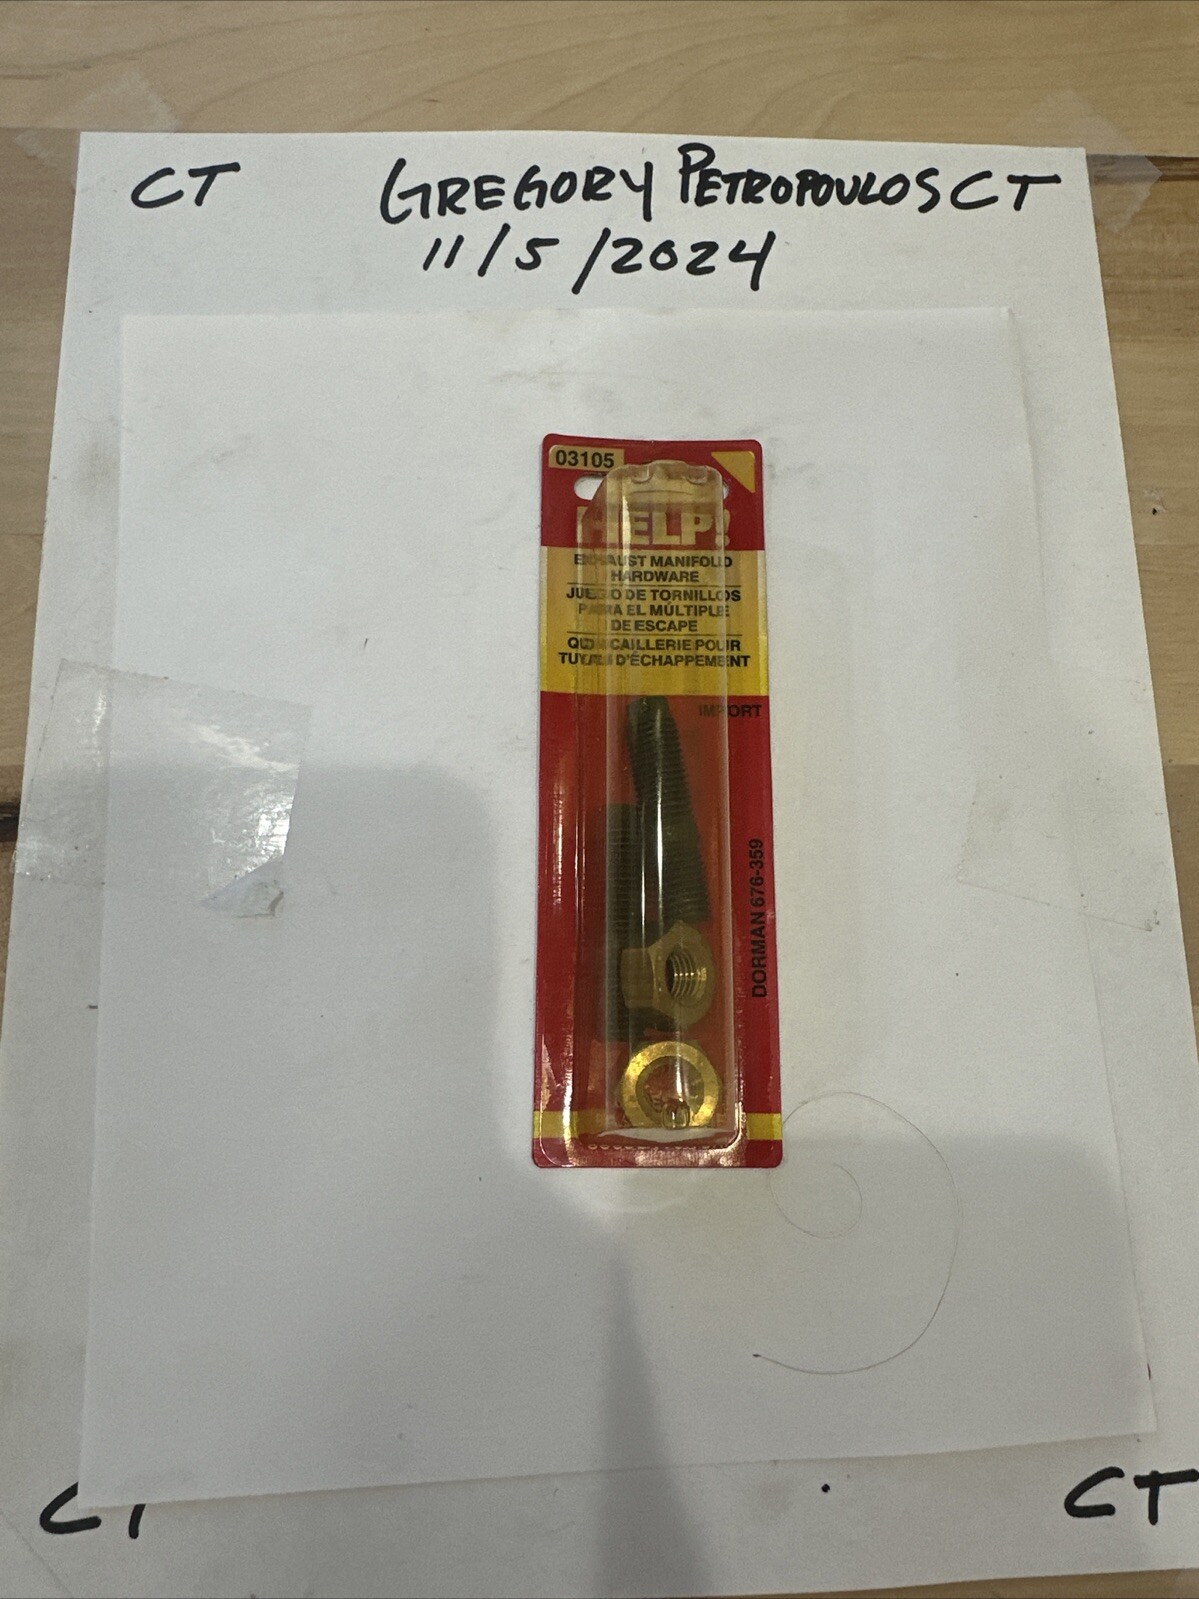 CT GREGORY PETROPOULOS CT
11/5/2024
03105
HELP!
EXHAUST MANIFOLD
HARDWARE
JUEGO DE TORNILLOS
PARA EL MÚLTIPLE
DE ESCAPE
QUINCAILLERIE POUR
TUYAU D'ÉCHAPPEMENT
IMPORT
DORMAN 676-359
CT CT